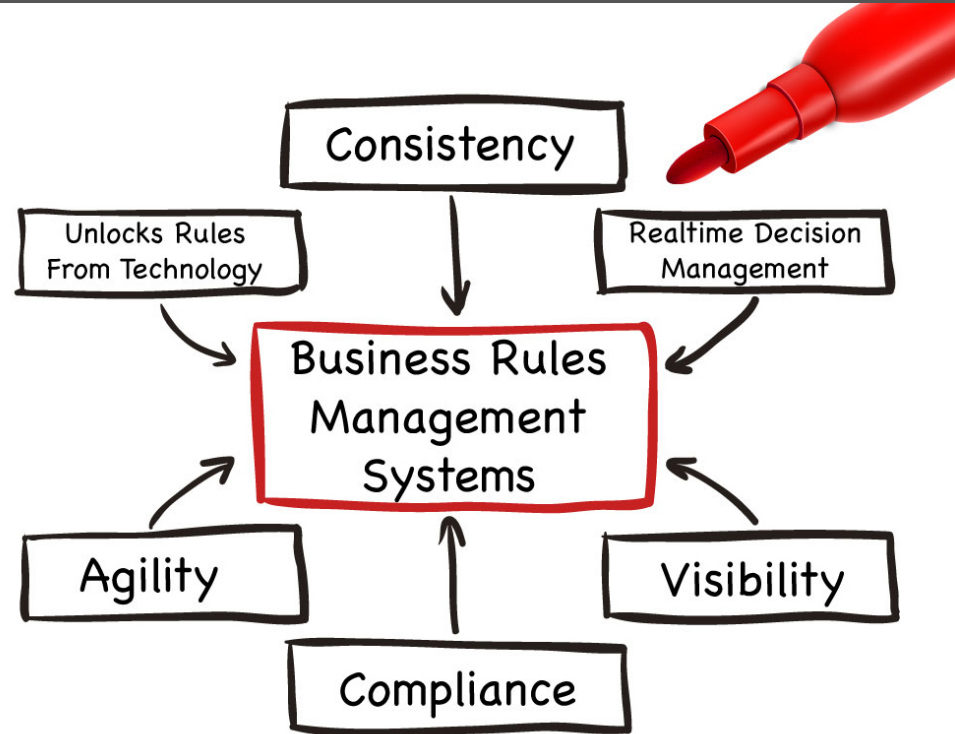 Consistency
Unlocks Rules
From Technology
Realtime Decision
Management
Business Rules
Management
Systems
Agility
Visibility
Compliance